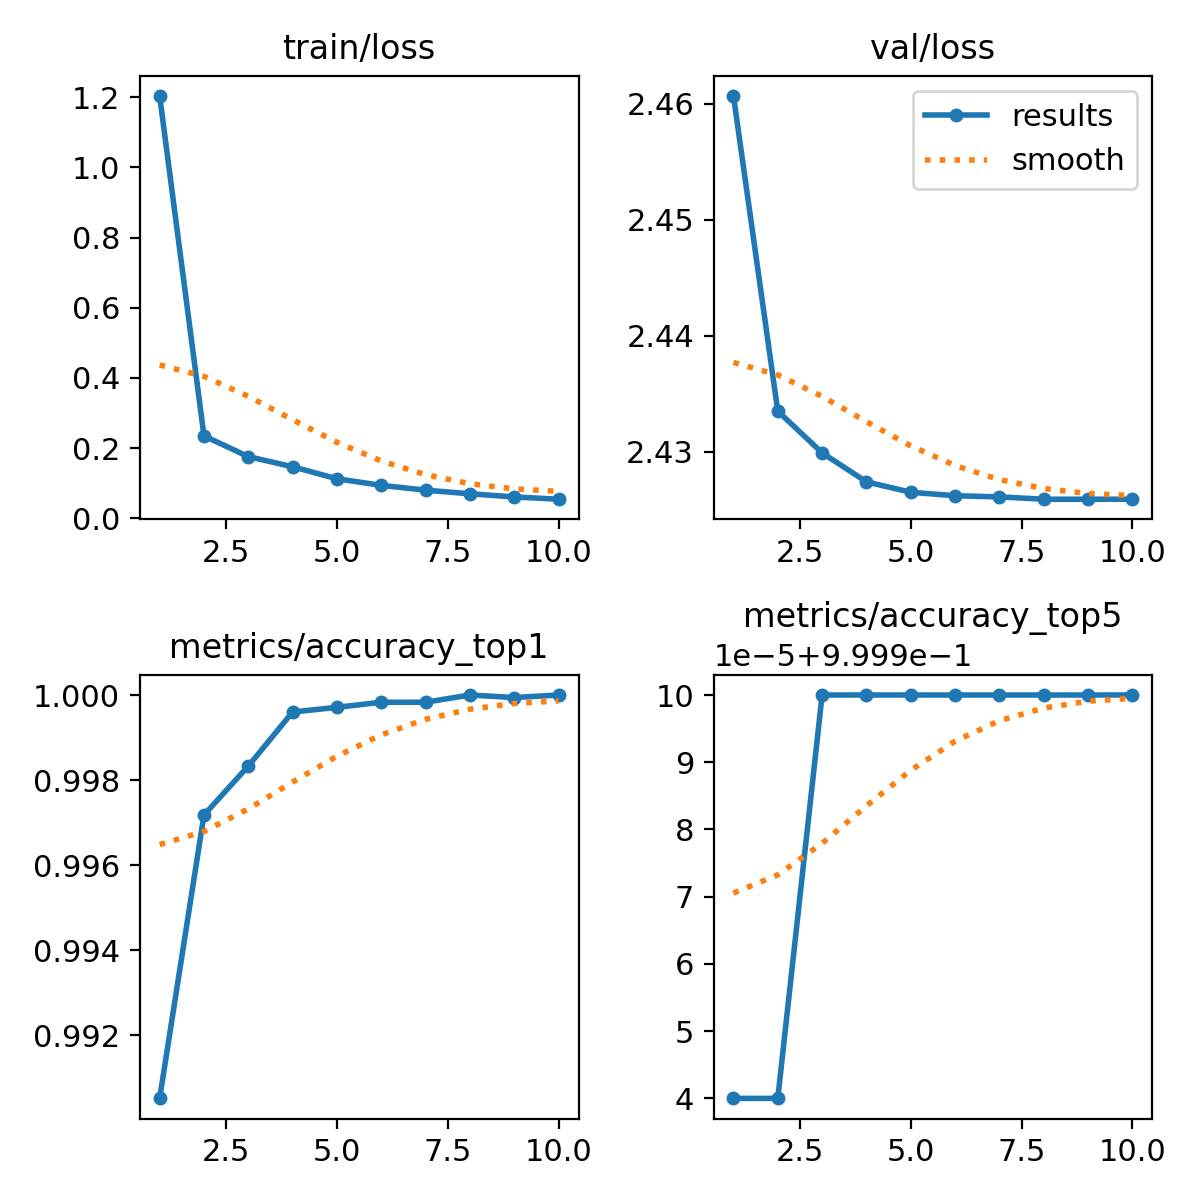 train/loss
1.2
1.0
0.8
0.6
0.4
0.2
0.0
2.5 5.0 7.5 10.0
val/loss
results
smooth
2.46
2.45
2.44
2.43
2.5 5.0 7.5 10.0
metrics/accuracy_top1
1.000
0.998
0.996
0.994
0.992
2.5 5.0 7.5 10.0
metrics/accuracy_top5
1e−5+9.999e−1
10
9
8
7
6
5
4
2.5 5.0 7.5 10.0